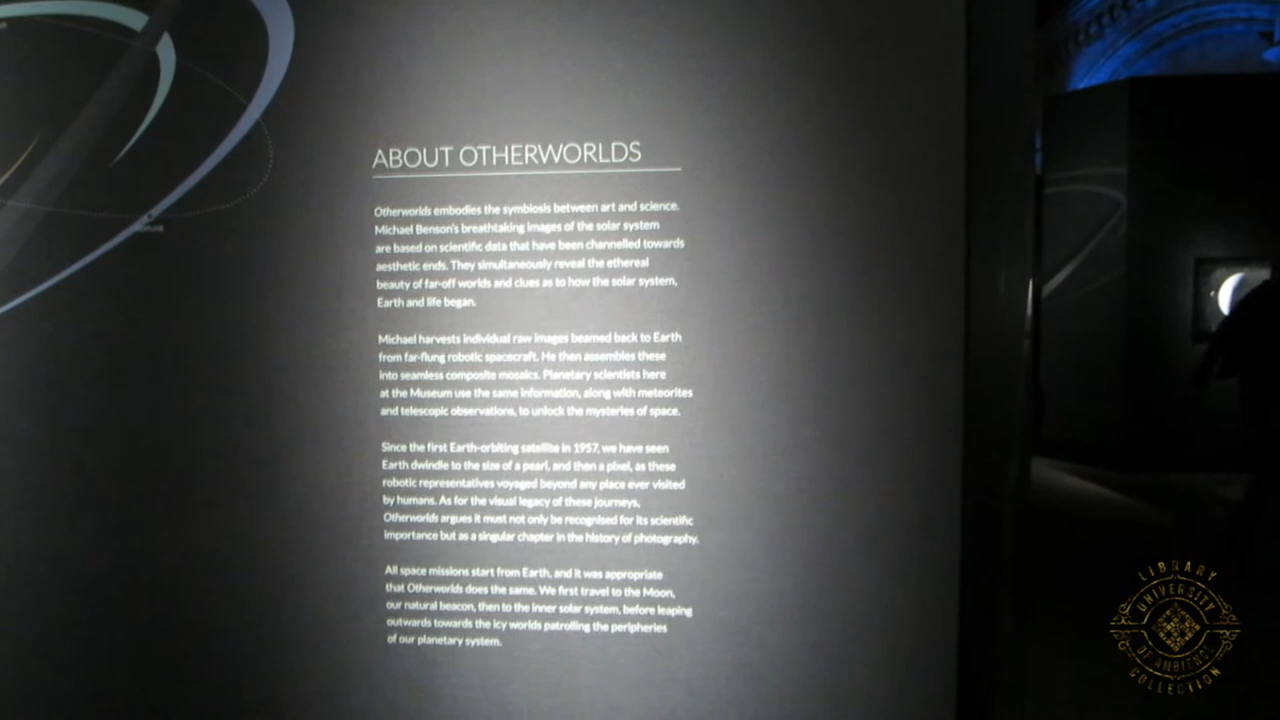 ABOUT OTHERWORLDS
Otherworlds embodies the symbiosis between art and science.
Michael Benson's breathtaking images of the solar system
are based on scientific data that have been channelled towards
aesthetic ends. They simultaneously reveal the ethereal
beauty of far-off worlds and clues as to how the solar system,
Earth and life began.
Michael harvests individual raw images beamed back to Earth
from far-flung robotic spacecraft. He then assembles these
into seamless composite mosaics. Planetary scientists here
at the Museum use the same information, along with meteorites
and telescopic observations, to unlock the mysteries of space.
Since the first Earth-orbiting satellite in 1957, we have seen
Earth dwindle to the size of a pearl, and then a pixel, as these
robotic representatives voyaged beyond any place ever visited
by humans. As for the visual legacy of these journeys,
Otherworlds argues it must not only be recognised for its scientific
importance but as a singular chapter in the history of photography.
All space missions start from Earth, and it was appropriate
that Otherworlds does the same. We first travel to the Moon,
our natural beacon, then to the inner solar system, before leaping
outwards towards the icy worlds patrolling the peripheries
of our planetary system.
LIBRARY
UNIVERSITY
OF AMBIENCE
COLLECTION